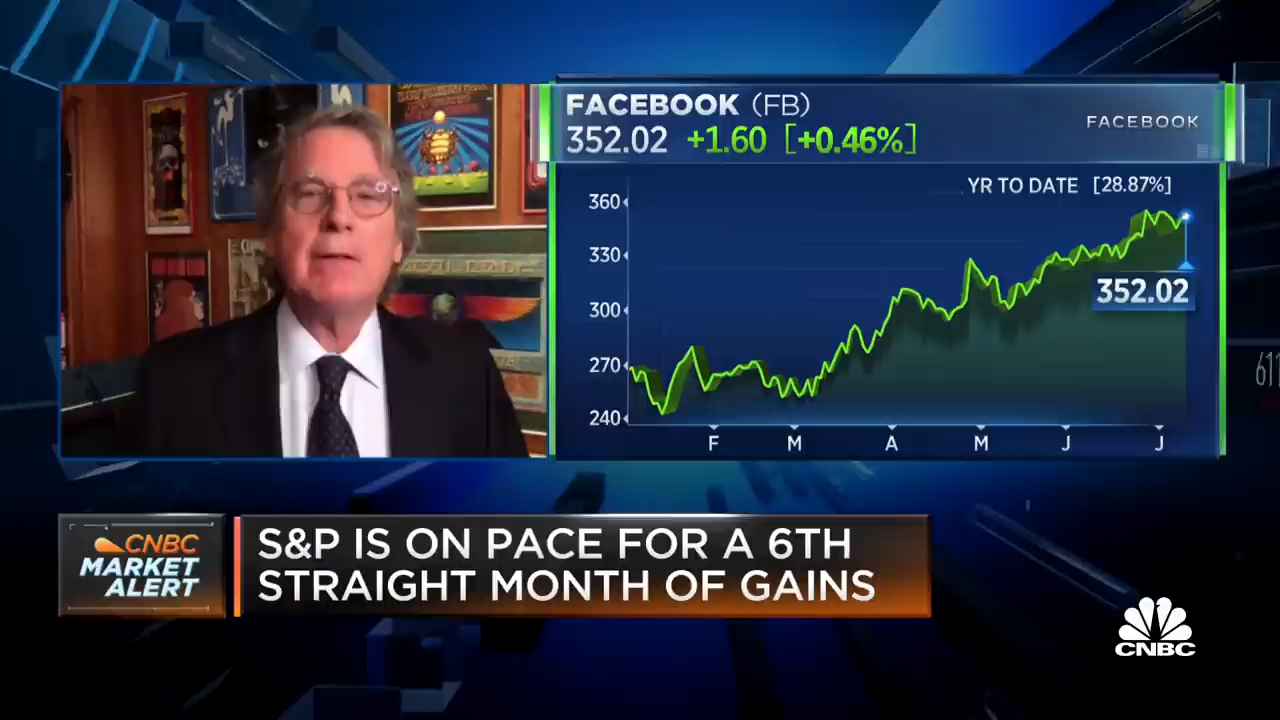 FACEBOOK (FB)
352.02 +1.60 [+0.46%]
FACEBOOK
YR TO DATE [28.87%]
360
330
300
270
240
352.02
F M A M J J
CNBC
MARKET
ALERT
S&P IS ON PACE FOR A 6TH
STRAIGHT MONTH OF GAINS
CNBC
611